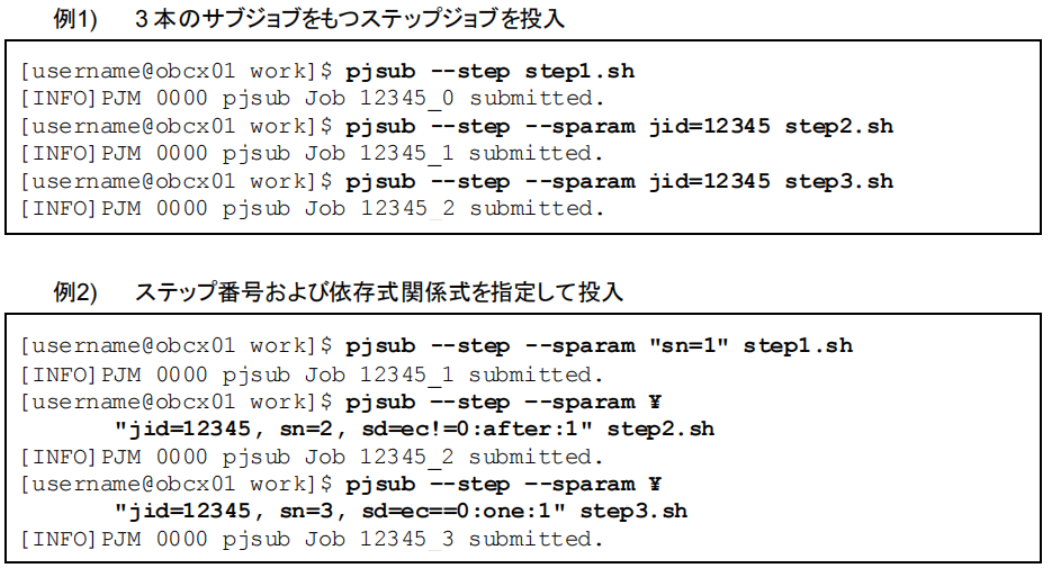 例1) 3本のサブジョブをもつステップジョブを投入
[username@obcx01 work]$ pjsub --step step1.sh
[INFO]PJM 0000 pjsub Job 12345_0 submitted.
[username@obcx01 work]$ pjsub --step --sparam jid=12345 step2.sh
[INFO]PJM 0000 pjsub Job 12345_1 submitted.
[username@obcx01 work]$ pjsub --step --sparam jid=12345 step3.sh
[INFO]PJM 0000 pjsub Job 12345_2 submitted.
例2) ステップ番号および依存式関係式を指定して投入
[username@obcx01 work]$ pjsub --step --sparam "sn=1" step1.sh
[INFO]PJM 0000 pjsub Job 12345_1 submitted.
[username@obcx01 work]$ pjsub --step --sparam ¥
"jid=12345, sn=2, sd=ec!=0:after:1" step2.sh
[INFO]PJM 0000 pjsub Job 12345_2 submitted.
[username@obcx01 work]$ pjsub --step --sparam ¥
"jid=12345, sn=3, sd=ec==0:one:1" step3.sh
[INFO]PJM 0000 pjsub Job 12345_3 submitted.